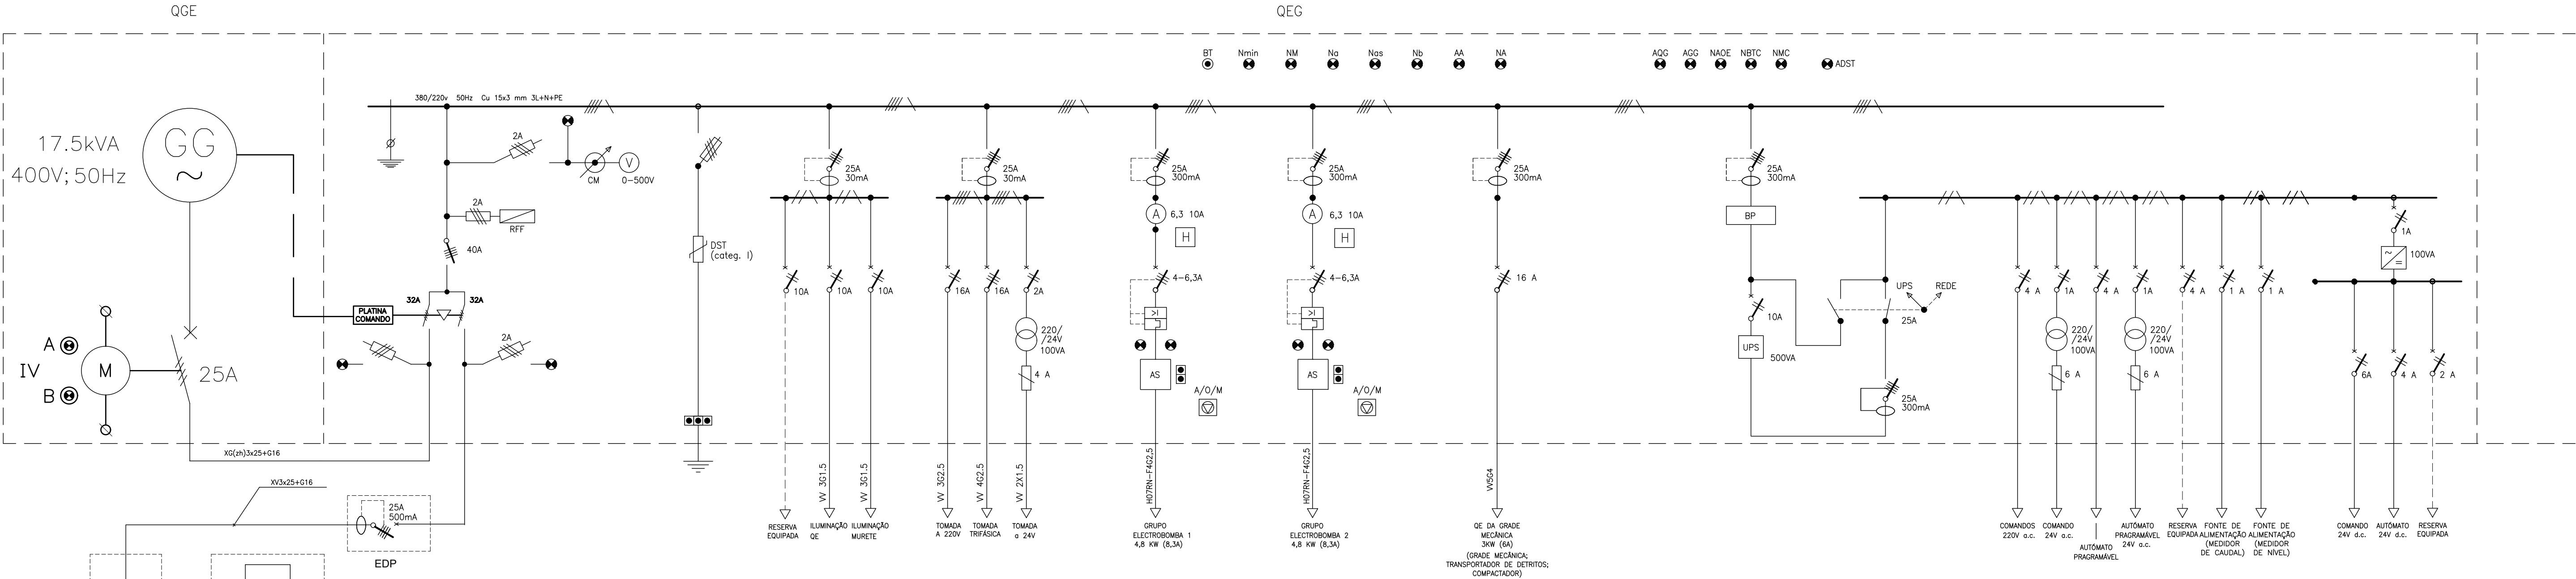 QGE
QEG
BT Nmin NM Na Nas Nb AA NA
AQG AGG NAOE NBTC NMC
ADST
380/220v 50Hz Cu 15x3 mm 3L+N+PE
17.5kVA
400V; 50Hz
GG
2A
CM
V
0-500V
2A
RFF
40A
32A
32A
PLATINA
COMANDO
2A
A
IV
M
B
25A
DST
(categ. I)
25A
30mA
10A
10A
10A
25A
30mA
16A
16A
2A
220/
/24V
100VA
4 A
25A
300mA
A
6,3 10A
H
4-6,3A
>I
AS
A/O/M
25A
300mA
A
6,3 10A
H
4-6,3A
>I
AS
A/O/M
25A
300mA
16 A
25A
300mA
BP
10A
UPS
500VA
UPS
REDE
25A
25A
300mA
4 A
1A
4 A
1A
4 A
1 A
1 A
1A
220/
/24V
100VA
6 A
220/
/24V
100VA
6 A
100VA
6A
4 A
2 A
XG(zh)3x25+G16
XV3x25+G16
25A
500mA
EDP
VV 3G1.5
VV 3G1.5
VV 3G2.5
VV 4G2.5
VV 2X1.5
H07RN-F4G2,5
H07RN-F4G2,5
VV5G4
RESERVA
EQUIPADA
ILUMINAÇÃO
QE
ILUMINAÇÃO
MURETE
TOMADA
A 220V
TOMADA
TRIFÁSICA
TOMADA
a 24V
GRUPO
ELECTROBOMBA 1
4,8 KW (8,3A)
GRUPO
ELECTROBOMBA 2
4,8 KW (8,3A)
QE DA GRADE
MECÂNICA
3KW (6A)
(GRADE MECÂNICA;
TRANSPORTADOR DE DETRITOS;
COMPACTADOR)
COMANDOS
220V a.c.
COMANDO
24V a.c.
AUTÓMATO
PRAGRAMÁVEL
AUTÓMATO
PRAGRAMÁVEL
24V a.c.
RESERVA
EQUIPADA
FONTE DE
ALIMENTAÇÃO
(MEDIDOR
DE CAUDAL)
FONTE DE
ALIMENTAÇÃO
(MEDIDOR
DE NÍVEL)
COMANDO
24V d.c.
AUTÓMATO
24V d.c.
RESERVA
EQUIPADA